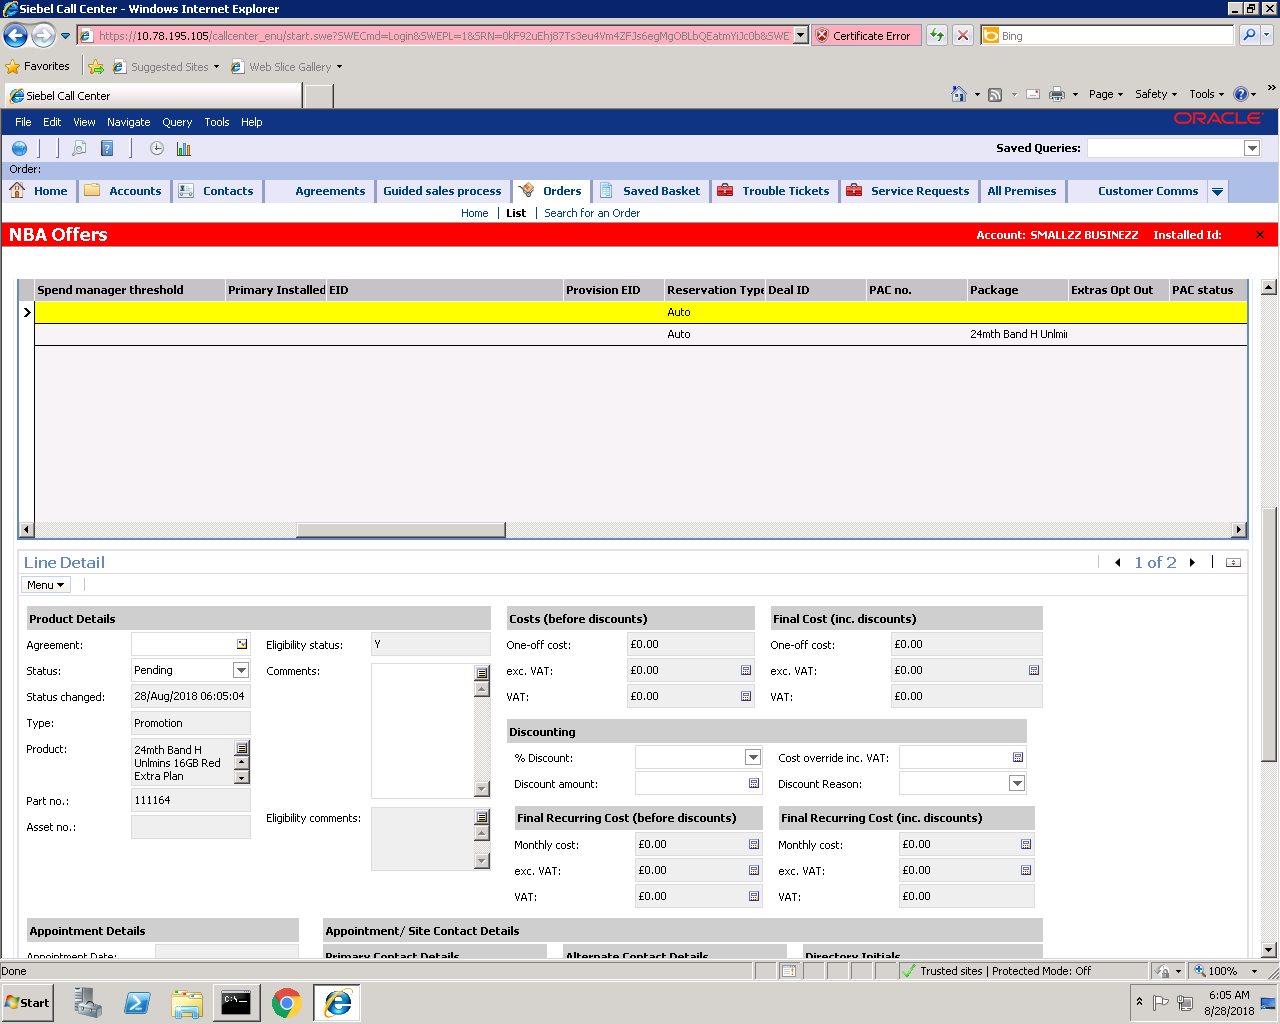 Siebel Call Center - Windows Internet Explorer
https://10.78.195.105/callcenter_enu/start.swe?SWECmd=Login&SWEPL=1&SRN=0kF92uEhj87Ts3eu4Vm4ZFJs6egMgOBLbQEatmYiJc0b&SWE
Certificate Error
Bing
Favorites
Suggested Sites
Web Slice Gallery
Siebel Call Center
Page
Safety
Tools
File Edit View Navigate Query Tools Help
ORACLE
Saved Queries:
Order:
Home Accounts Contacts Agreements Guided sales process Orders Saved Basket Trouble Tickets Service Requests All Premises Customer Comms
Home | List | Search for an Order
NBA Offers
Account: SMALLZZ BUSINEZZ Installed Id:
Spend manager threshold Primary Installed EID Provision EID Reservation Type Deal ID PAC no. Package Extras Opt Out PAC status
Auto
Auto 24mth Band H Unlmi
Line Detail
1 of 2
Menu
Product Details
Agreement:
Status: Pending
Status changed: 28/Aug/2018 06:05:04
Type: Promotion
Product: 24mth Band H
Unlmins 16GB Red
Extra Plan
Part no.: 111164
Asset no.:
Eligibility status: Y
Comments:
Eligibility comments:
Costs (before discounts)
One-off cost: £0.00
exc. VAT: £0.00
VAT: £0.00
Final Cost (inc. discounts)
One-off cost: £0.00
exc. VAT: £0.00
VAT: £0.00
Discounting
% Discount:
Cost override inc. VAT:
Discount amount:
Discount Reason:
Final Recurring Cost (before discounts)
Monthly cost: £0.00
exc. VAT: £0.00
VAT: £0.00
Final Recurring Cost (inc. discounts)
Monthly cost: £0.00
exc. VAT: £0.00
VAT: £0.00
Appointment Details
Appointment/ Site Contact Details
Appointment Date:
Primary Contact Details
Alternate Contact Details
Directory Initials
Done
Trusted sites | Protected Mode: Off
100%
Start
6:05 AM
8/28/2018